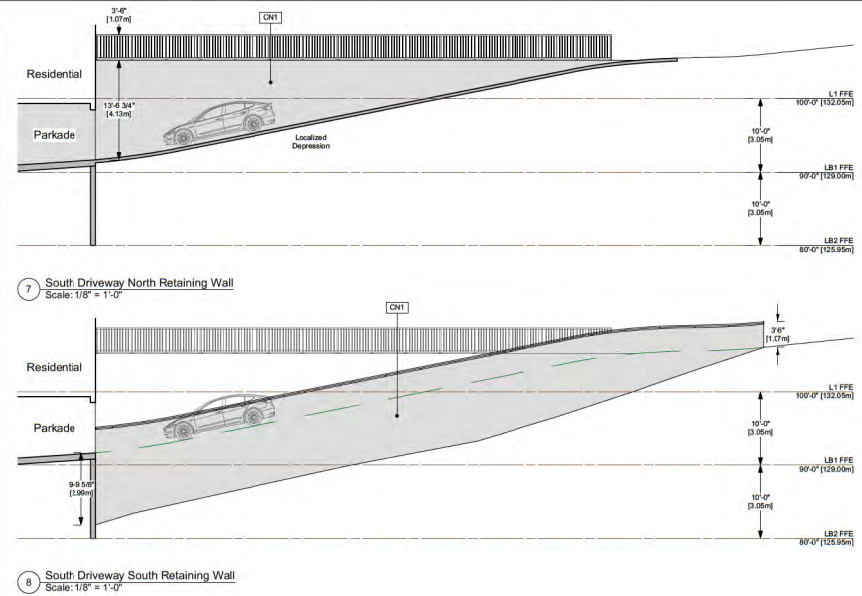 3'-6"
[1.07m]
CN1
Residential
13'-6 3/4"
[4.13m]
L1 FFE
100'-0" [132.05m]
Parkade
Localized
Depression
10'-0"
[3.05m]
LB1 FFE
90'-0" [129.00m]
10'-0"
[3.05m]
LB2 FFE
80'-0" [125.95m]
7
South Driveway North Retaining Wall
Scale: 1/8" = 1'-0"
CN1
3'-6"
[1.07m]
Residential
L1 FFE
100'-0" [132.05m]
Parkade
10'-0"
[3.05m]
LB1 FFE
90'-0" [129.00m]
9-9 5/8"
[2.99m]
10'-0"
[3.05m]
LB2 FFE
80'-0" [125.95m]
8
South Driveway South Retaining Wall
Scale: 1/8" = 1'-0"